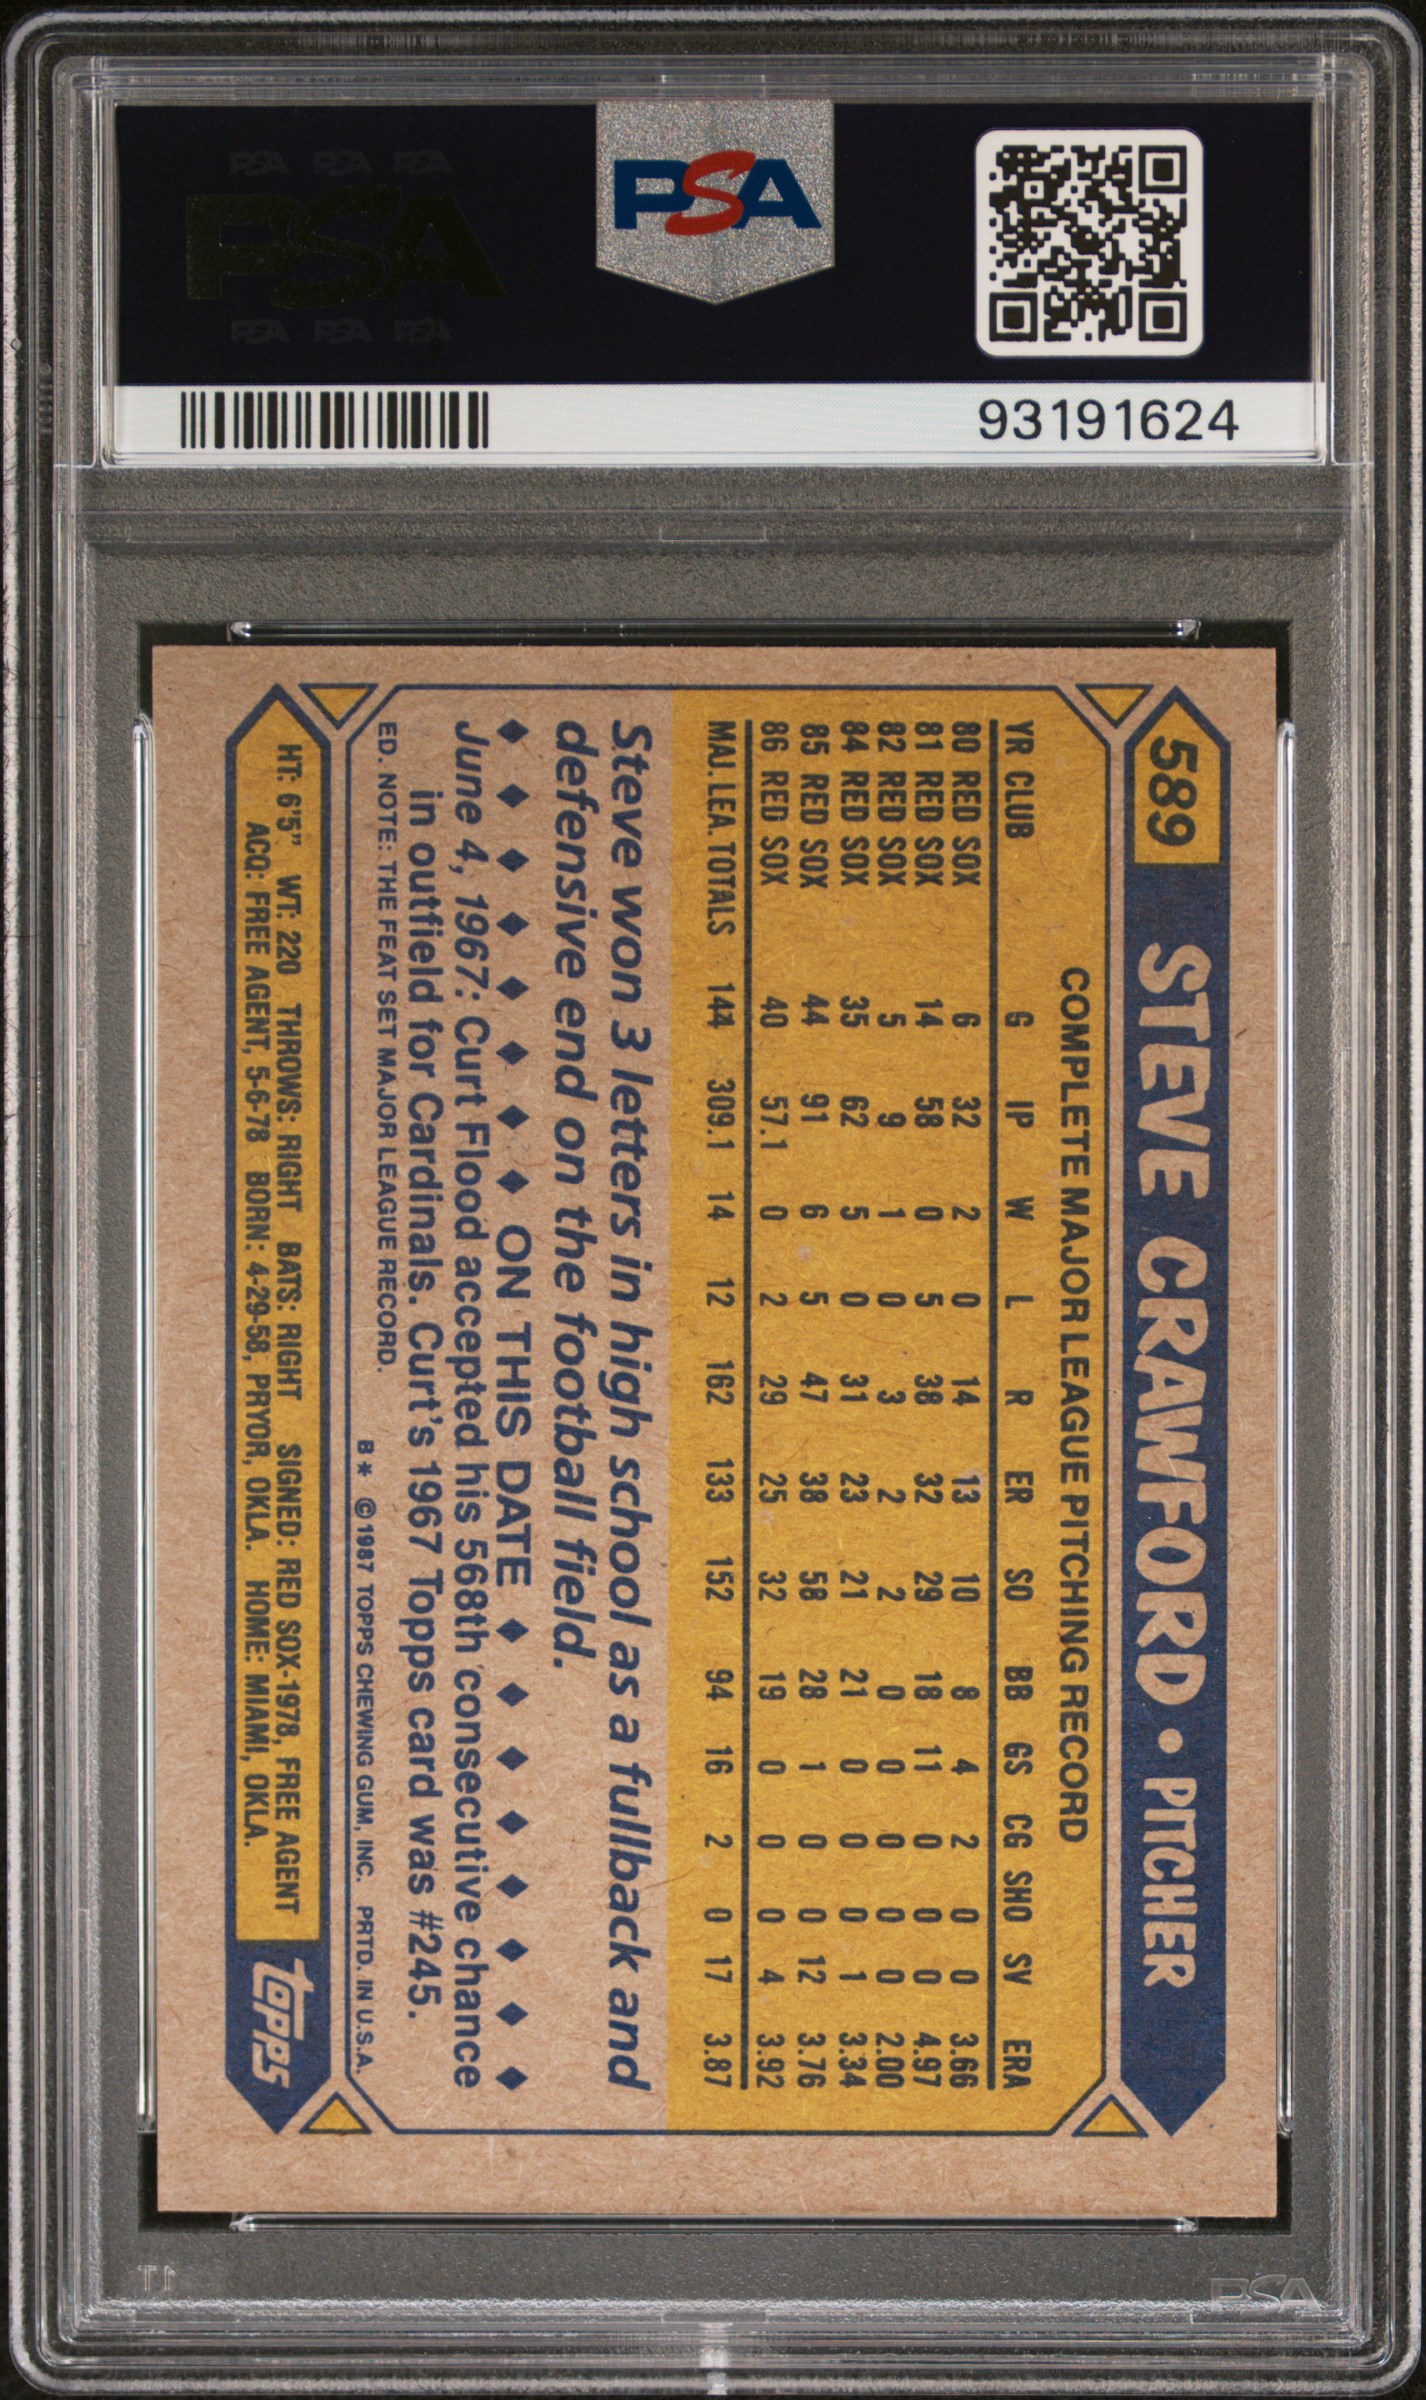 PSA PSA PSA
PSA
PSA PSA PSA
PSA
93191624
589 STEVE CRAWFORD • PITCHER
COMPLETE MAJOR LEAGUE PITCHING RECORD
YR CLUB G IP W L R ER SO BB GS CG SHO SV ERA
80 RED SOX 6 32 2 0 14 13 10 8 4 2 0 0 3.66
81 RED SOX 14 58 0 5 38 32 29 18 11 0 0 0 4.97
82 RED SOX 5 9 1 0 3 2 2 0 0 0 0 0 2.00
84 RED SOX 35 62 5 0 31 23 21 21 0 0 0 1 3.34
85 RED SOX 44 91 6 5 47 38 58 28 1 0 0 12 3.76
86 RED SOX 40 57.1 0 2 29 25 32 19 0 0 0 4 3.92
MAJ. LEA. TOTALS 144 309.1 14 12 162 133 152 94 16 2 0 17 3.87
Steve won 3 letters in high school as a fullback and
defensive end on the football field.
◆ ◆ ◆ ◆ ◆ ◆ ◆ ◆ ON THIS DATE ◆ ◆ ◆ ◆ ◆ ◆ ◆ ◆
June 4, 1967: Curt Flood accepted his 568th consecutive chance
in outfield for Cardinals. Curt's 1967 Topps card was #245.
ED. NOTE: THE FEAT SET MAJOR LEAGUE RECORD.
B* ©1987 TOPPS CHEWING GUM, INC. PRTD. IN U.S.A.
HT: 6'5" WT: 220 THROWS: RIGHT BATS: RIGHT SIGNED: RED SOX-1978, FREE AGENT
ACQ: FREE AGENT, 5-6-78 BORN: 4-29-58, PRYOR, OKLA. HOME: MIAMI, OKLA.
topps
PSA